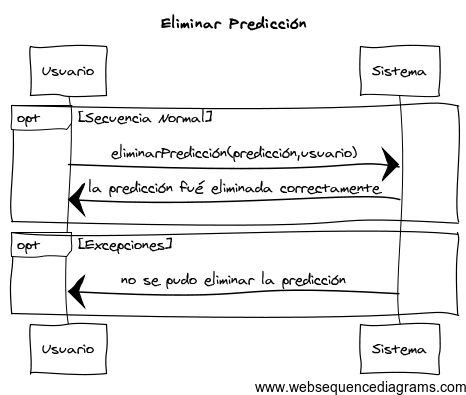 Eliminar Predicción
Usuario
Sistema
opt
[Secuencia Normal]
eliminarPredicción(predicción,usuario)
la predicción fué eliminada correctamente
opt
[Excepciones]
no se pudo eliminar la predicción
Usuario
Sistema
www.websequencediagrams.com